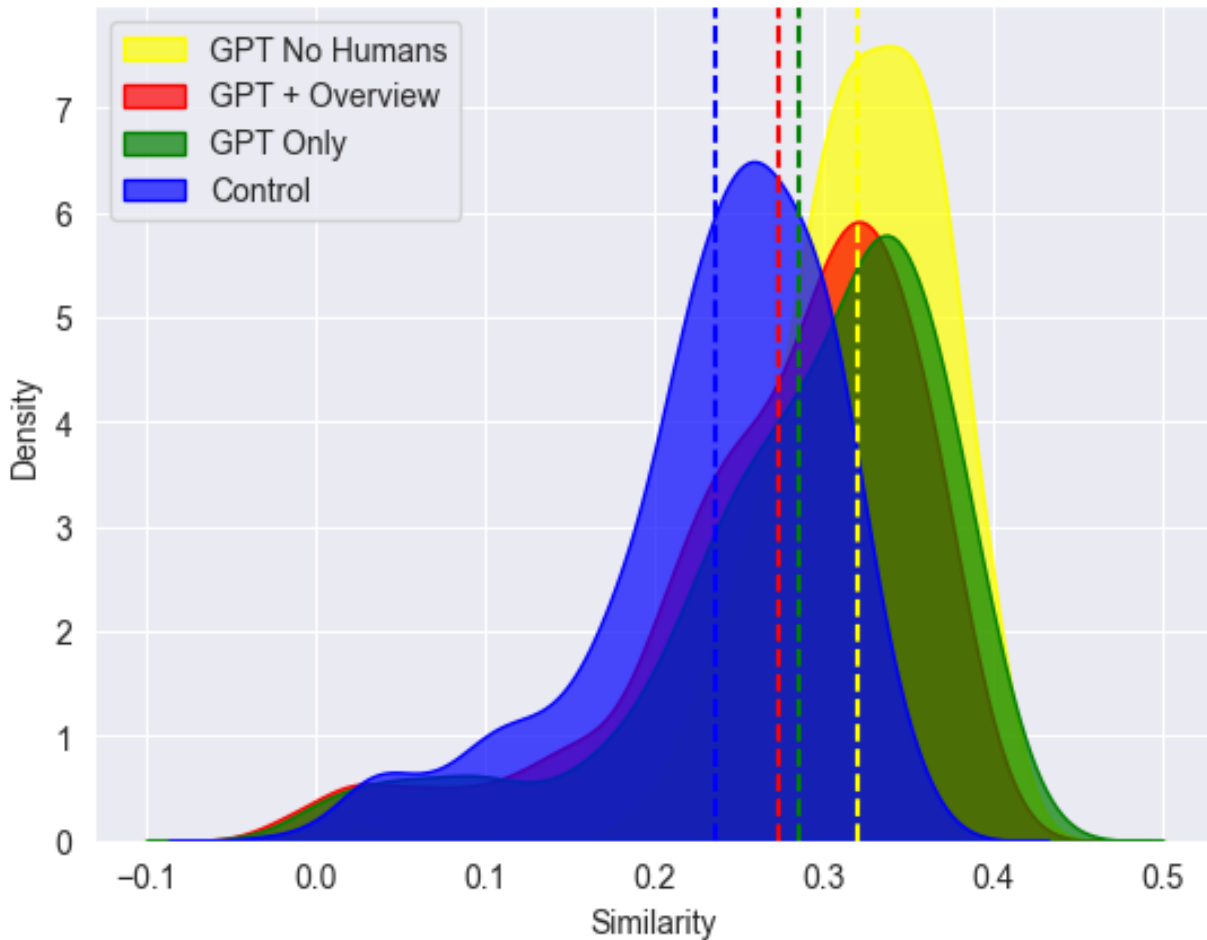 GPT No Humans
GPT + Overview
GPT Only
Control
7
6
5
4
3
2
1
0
Density
−0.1
0.0
0.1
0.2
0.3
0.4
0.5
Similarity